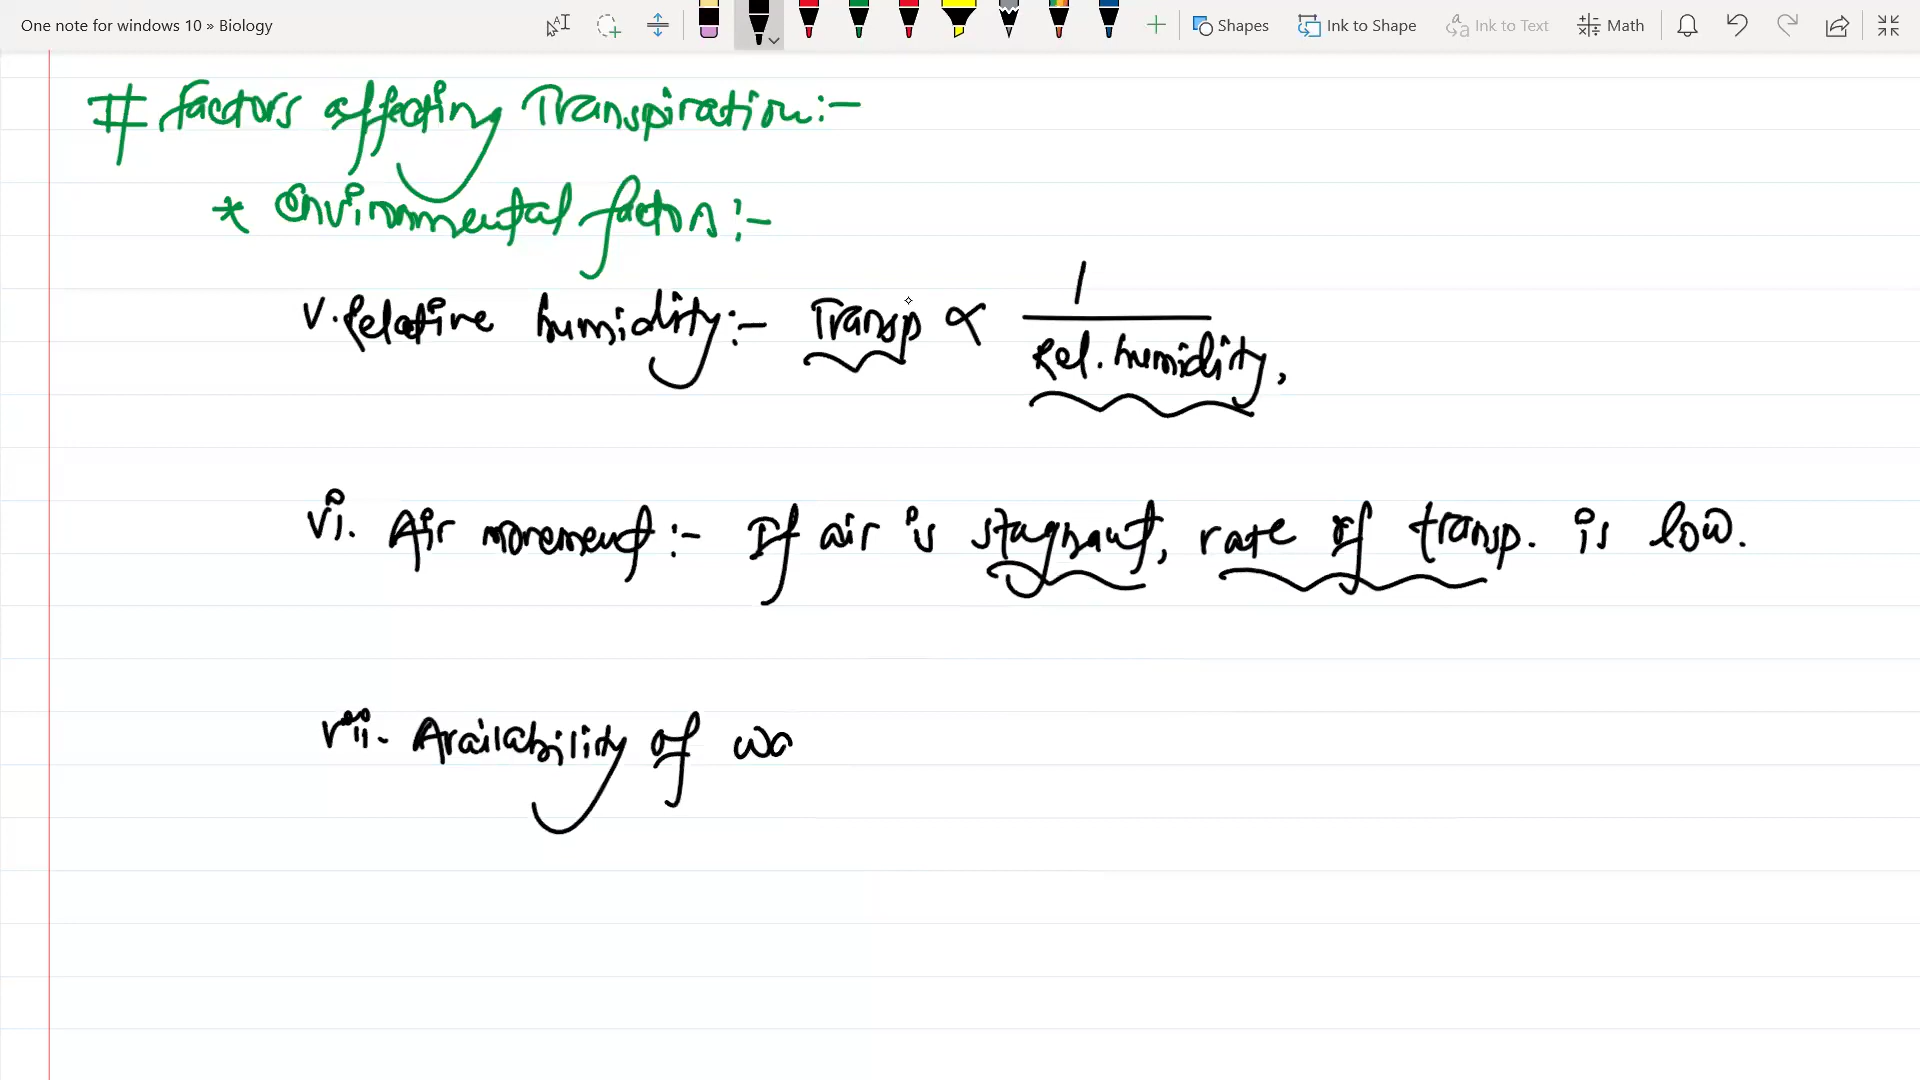 One note for windows 10 » Biology
Shapes Ink to Shape Ink to Text Math
# factors affecting Transpiration:-
* Environmental factors:-
v. Relative humidity:- Transp ∝ 1 / Rel. humidity,
vi. Air movement:- If air is stagnant, rate of transp. is low.
vii. Availability of wa